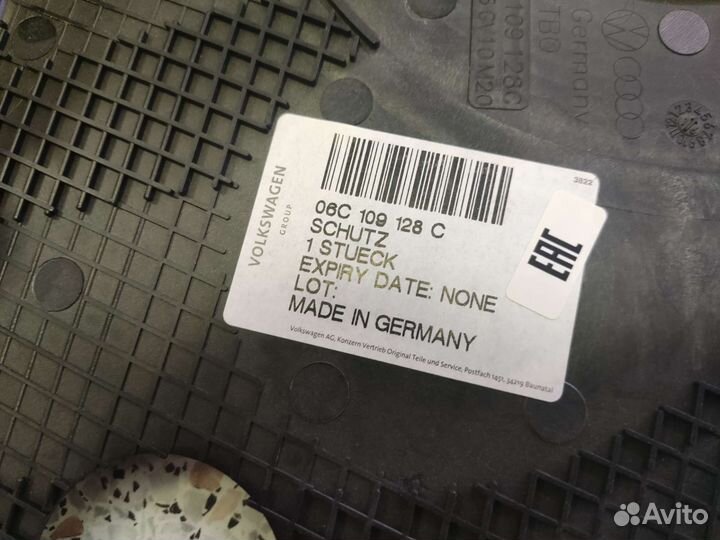 109 128C
TBO
Germany
VOLKSWAGEN
GROUP
3822
06C 109 128 C
SCHUTZ
1 STUECK
EXPIRY DATE: NONE
LOT:
MADE IN GERMANY
Volkswagen AG, Konzern Vertrieb Original Teile und Service, Postfach 1451, 34219 Baunatal
EAC
Avito